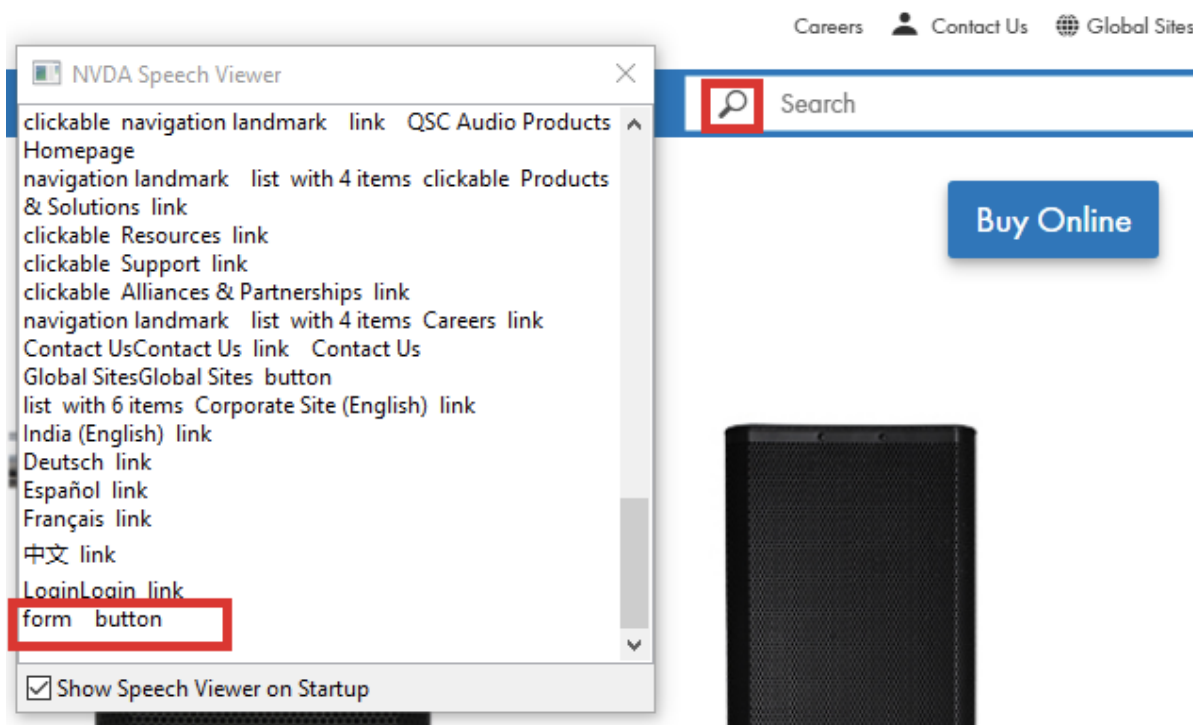 Careers Contact Us Global Sites
NVDA Speech Viewer
Search
clickable navigation landmark link QSC Audio Products
Homepage
navigation landmark list with 4 items clickable Products
& Solutions link
clickable Resources link
clickable Support link
clickable Alliances & Partnerships link
navigation landmark list with 4 items Careers link
Contact UsContact Us link Contact Us
Global SitesGlobal Sites button
list with 6 items Corporate Site (English) link
India (English) link
Deutsch link
Español link
Français link
中文 link
LoginLogin link
form button
Show Speech Viewer on Startup
Buy Online